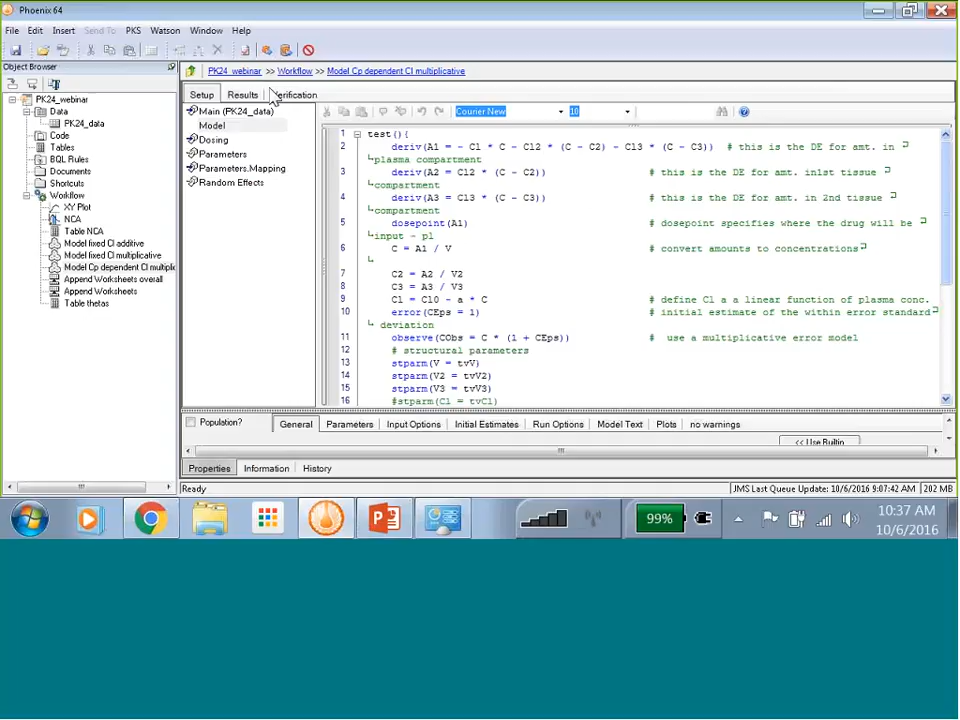 Phoenix 64
File Edit Insert Send To PKS Watson Window Help
Object Browser
PK24_webinar >> Workflow >> Model Cp dependent Cl multiplicative
Setup Results Verification
PK24_webinar
Data
PK24_data
Code
Tables
BQL Rules
Documents
Shortcuts
Workflow
XY Plot
NCA
Table NCA
Model fixed Cl additive
Model fixed Cl multiplicative
Model Cp dependent Cl multipli
Append Worksheets overall
Append Worksheets
Table thetas
Main (PK24_data)
Model
Dosing
Parameters
Parameters.Mapping
Random Effects
Courier New 10
1 test(){
2 deriv(A1 = - Cl * C - Cl2 * (C - C2) - Cl3 * (C - C3)) # this is the DE for amt. in
plasma compartment
3 deriv(A2 = Cl2 * (C - C2)) # this is the DE for amt. in1st tissue
compartment
4 deriv(A3 = Cl3 * (C - C3)) # this is the DE for amt. in 2nd tissue
compartment
5 dosepoint(A1) # dosepoint specifies where the drug will be
input - pl
6 C = A1 / V # convert amounts to concentrations
7 C2 = A2 / V2
8 C3 = A3 / V3
9 Cl = Cl0 - a * C # define Cl a a linear function of plasma conc.
10 error(CEps = 1) # initial estimate of the within error standard
deviation
11 observe(CObs = C * (1 + CEps)) # use a multiplicative error model
12 # structural parameters
13 stparm(V = tvV)
14 stparm(V2 = tvV2)
15 stparm(V3 = tvV3)
16 #stparm(Cl = tvCl)
Population? General Parameters Input Options Initial Estimates Run Options Model Text Plots no warnings
<< Use Builtin
Properties Information History
Ready JMS Last Queue Update: 10/6/2016 9:07:42 AM 202 MB
99%
10:37 AM
10/6/2016